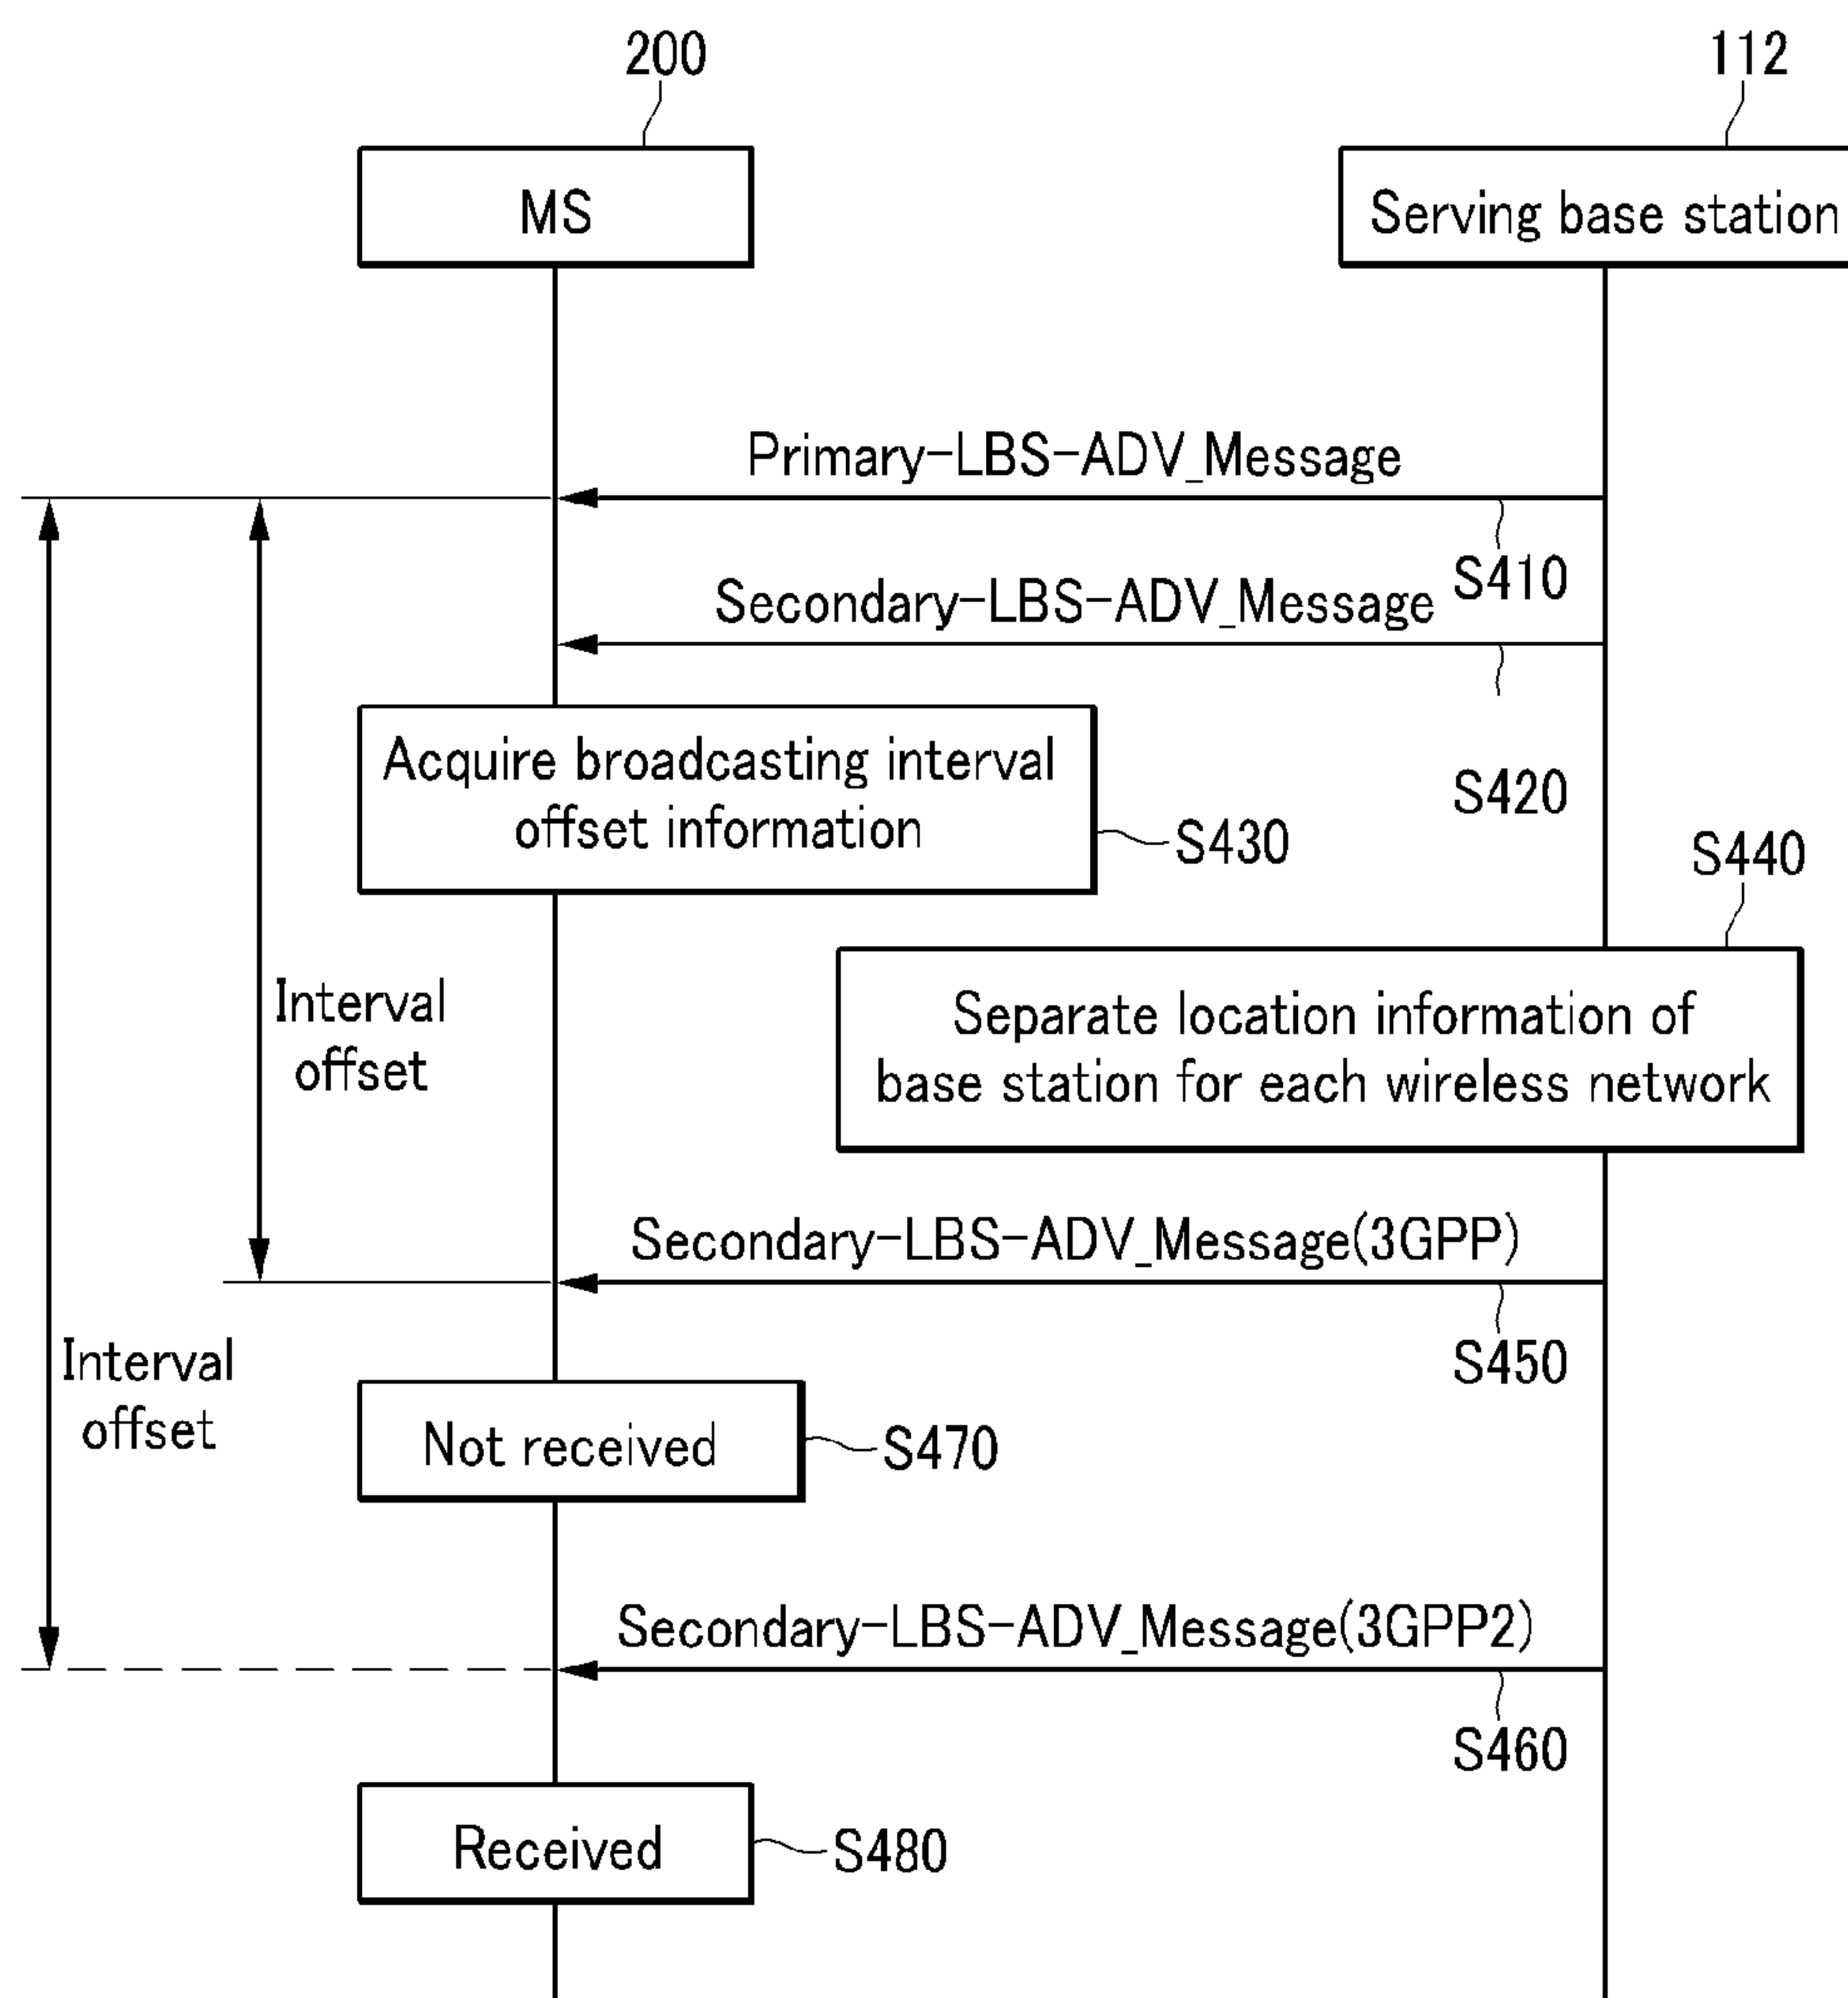 200
112
MS
Serving base station
Primary-LBS-ADV_Message
S410
Secondary-LBS-ADV_Message
S420
Acquire broadcasting interval
offset information
S430
S440
Separate location information of
base station for each wireless network
Interval
offset
Secondary-LBS-ADV_Message(3GPP)
S450
Interval
offset
Not received
S470
Secondary-LBS-ADV_Message(3GPP2)
S460
Received
S480